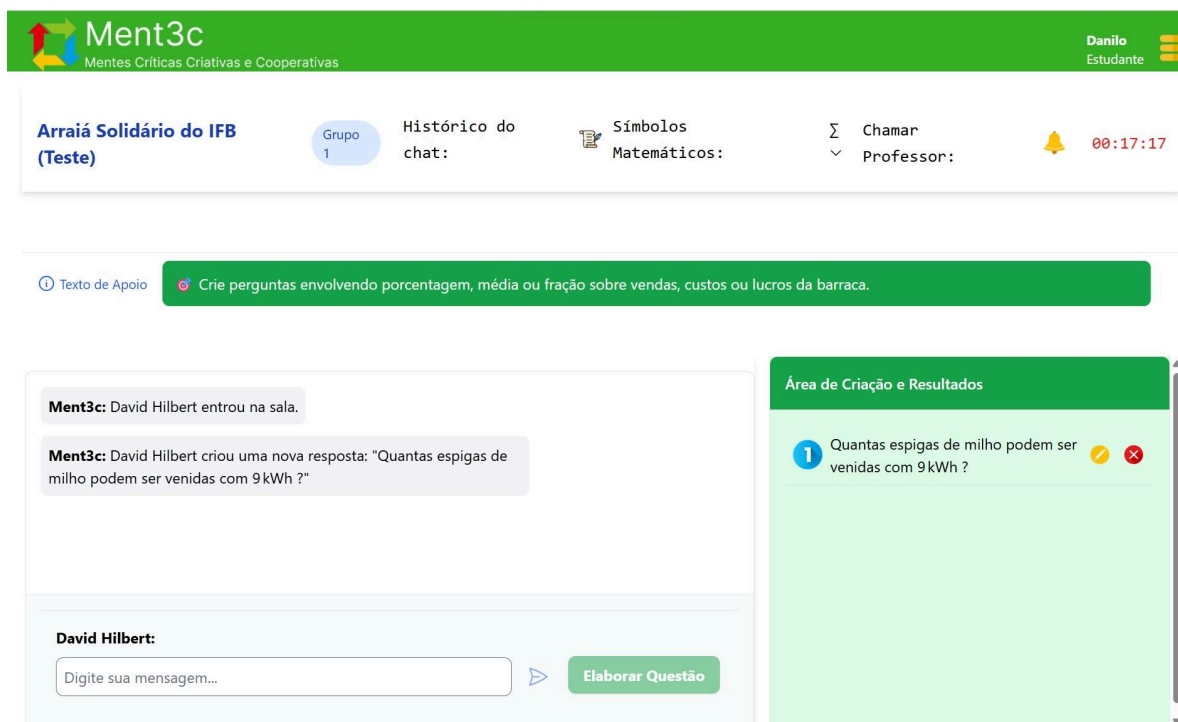 Ment3c
Mentes Críticas Criativas e Cooperativas
Danilo
Estudante
Arraiá Solidário do IFB
(Teste)
Grupo
1
Histórico do
chat:
Símbolos
Matemáticos:
Σ
Chamar
Professor:
00:17:17
Texto de Apoio
Crie perguntas envolvendo porcentagem, média ou fração sobre vendas, custos ou lucros da barraca.
Ment3c: David Hilbert entrou na sala.
Ment3c: David Hilbert criou uma nova resposta: "Quantas espigas de
milho podem ser venidas com 9 kWh ?"
David Hilbert:
Digite sua mensagem...
Elaborar Questão
Área de Criação e Resultados
1
Quantas espigas de milho podem ser
venidas com 9 kWh ?